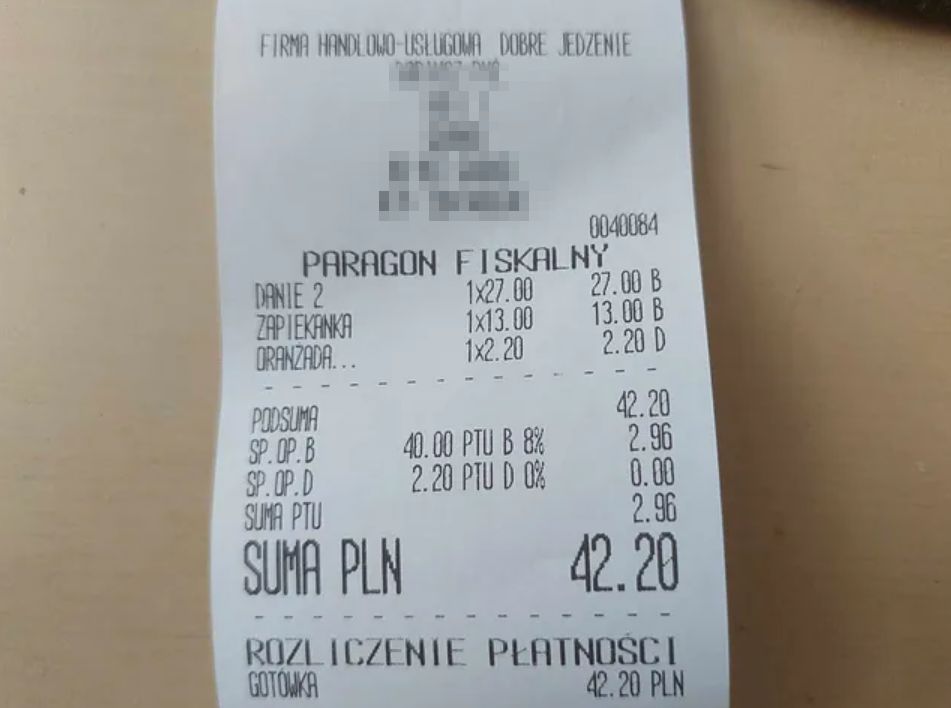 FIRMA HANDLOWO-USŁUGOWA DOBRE JEDZENIE
0040084
PARAGON FISKALNY
DANIE 2 1x27.00 27.00 B
ZAPIEKANKA 1x13.00 13.00 B
ORANŻADA... 1x2.20 2.20 D
PODSUMA 42.20
SP.OP.B 40.00 PTU B 8% 2.96
SP.OP.D 2.20 PTU D 0% 0.00
SUMA PTU 2.96
SUMA PLN 42.20
ROZLICZENIE PŁATNOŚCI
GOTÓWKA 42.20 PLN